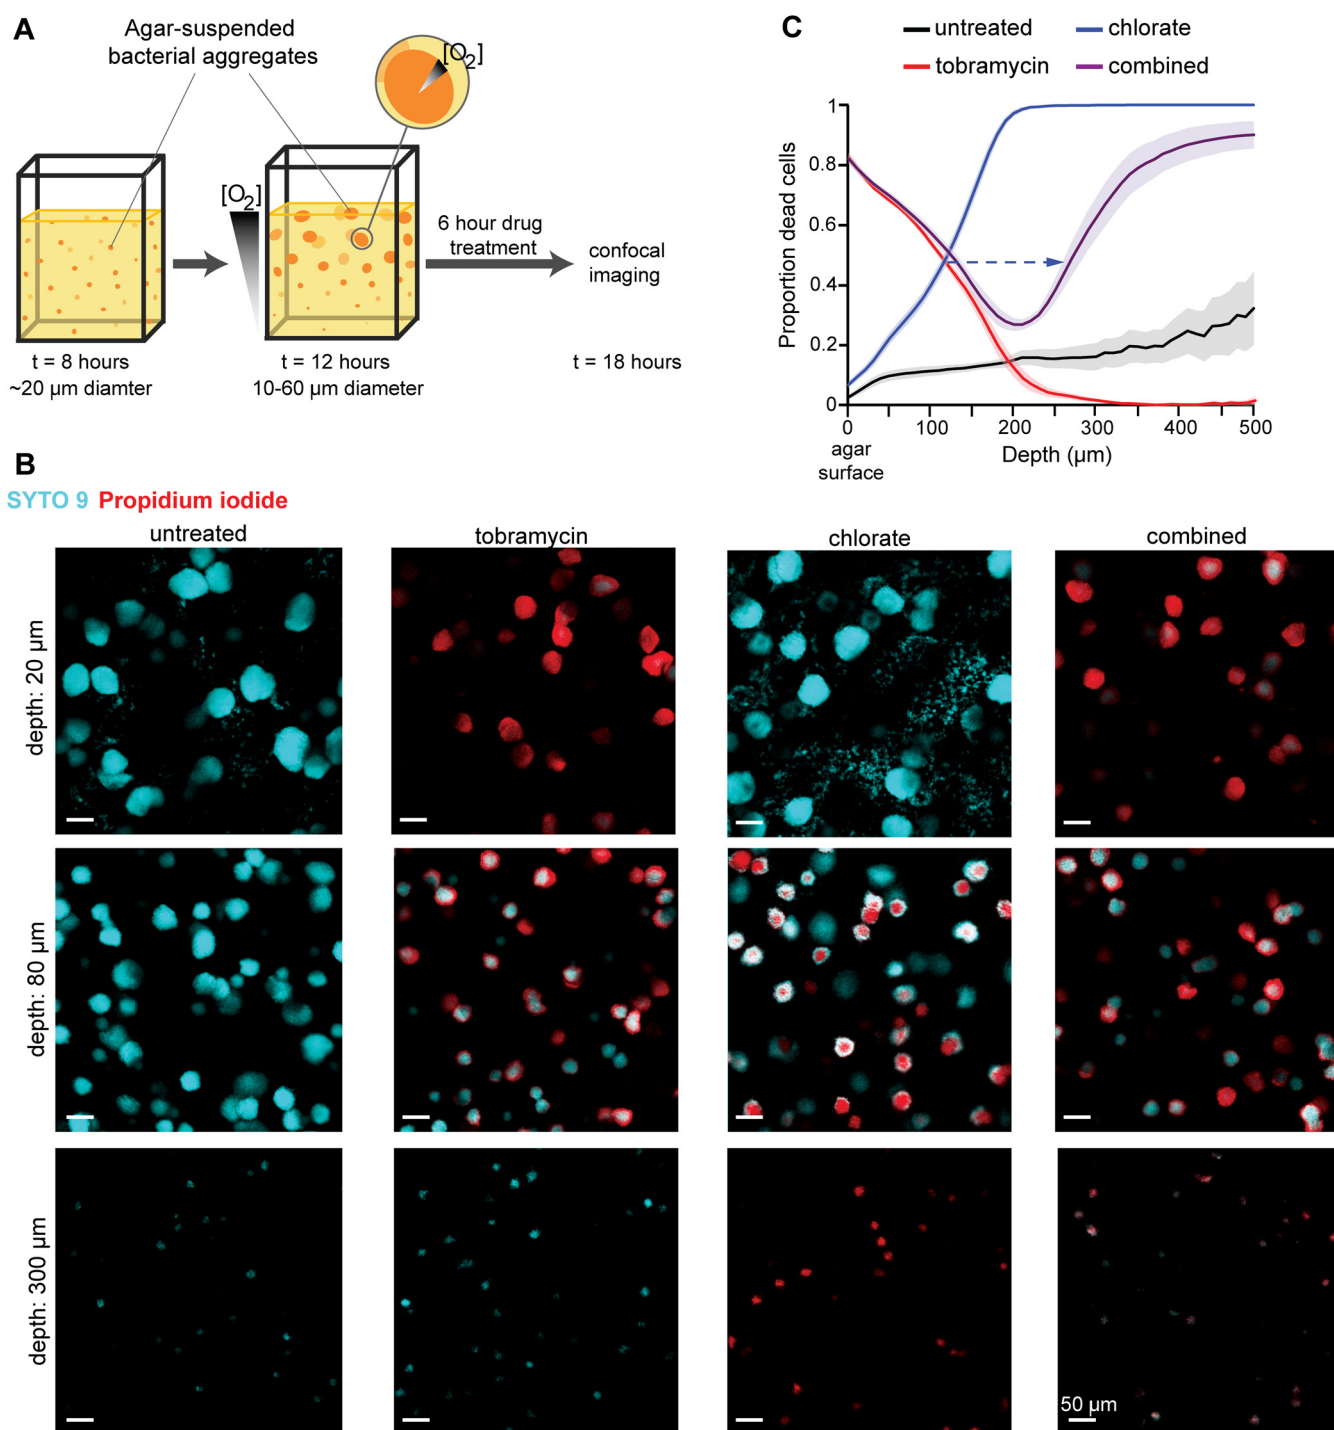 A
Agar-suspended
bacterial aggregates
[O2]
[O2]
6 hour drug
treatment
confocal
imaging
t = 8 hours
~20 µm diamter
t = 12 hours
10-60 µm diameter
t = 18 hours
C
untreated
chlorate
tobramycin
combined
Proportion dead cells
1
0.8
0.6
0.4
0.2
0
0
100
200
300
400
500
agar
surface
Depth (µm)
B
SYTO 9 Propidium iodide
untreated
tobramycin
chlorate
combined
depth: 20 µm
depth: 80 µm
depth: 300 µm
50 µm